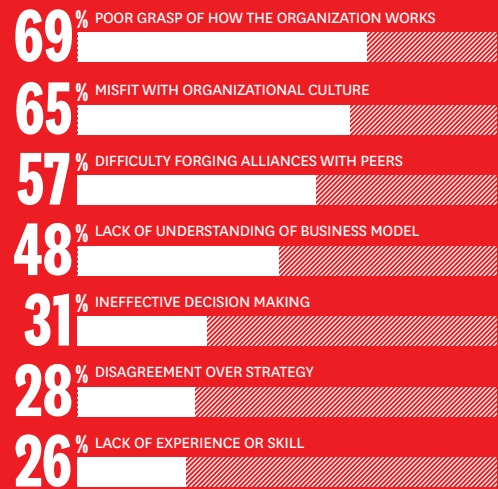 69% POOR GRASP OF HOW THE ORGANIZATION WORKS
65% MISFIT WITH ORGANIZATIONAL CULTURE
57% DIFFICULTY FORGING ALLIANCES WITH PEERS
48% LACK OF UNDERSTANDING OF BUSINESS MODEL
31% INEFFECTIVE DECISION MAKING
28% DISAGREEMENT OVER STRATEGY
26% LACK OF EXPERIENCE OR SKILL